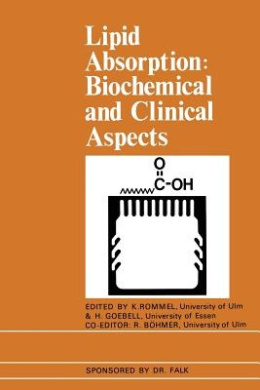 Lipid
Absorption:
Biochemical
and Clinical
Aspects
O
C-OH
EDITED BY K. ROMMEL, University of Ulm
& H. GOEBELL, University of Essen
CO-EDITOR: R. BÖHMER, University of Ulm
SPONSORED BY DR. FALK